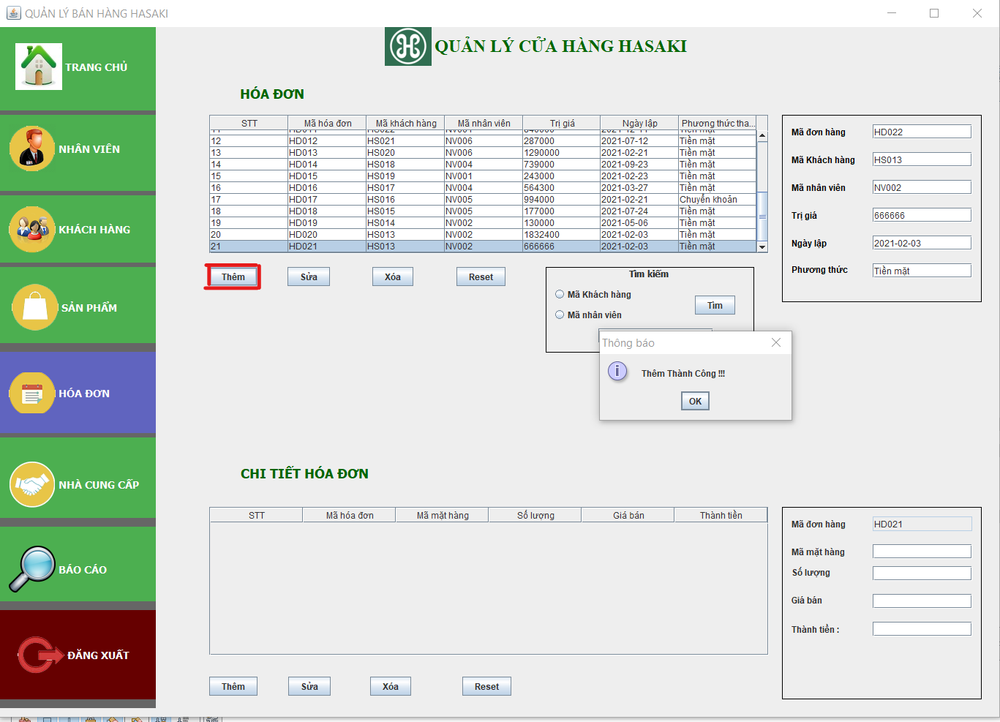 QUẢN LÝ BÁN HÀNG HASAKI
QUẢN LÝ CỬA HÀNG HASAKI
TRANG CHỦ
NHÂN VIÊN
KHÁCH HÀNG
SẢN PHẨM
HÓA ĐƠN
NHÀ CUNG CẤP
BÁO CÁO
ĐĂNG XUẤT
HÓA ĐƠN
STT Mã hóa đơn Mã khách hàng Mã nhân viên Trị giá Ngày lập Phương thức tha...
12 HD012 HS021 NV006 287000 2021-07-12 Tiền mặt
13 HD013 HS020 NV006 1290000 2021-02-21 Tiền mặt
14 HD014 HS018 NV004 739000 2021-09-23 Tiền mặt
15 HD015 HS019 NV001 243000 2021-02-23 Tiền mặt
16 HD016 HS017 NV004 564300 2021-03-27 Tiền mặt
17 HD017 HS016 NV005 994000 2021-02-21 Chuyển khoản
18 HD018 HS015 NV005 177000 2021-07-24 Tiền mặt
19 HD019 HS014 NV002 130000 2021-05-06 Tiền mặt
20 HD020 HS013 NV002 1832400 2021-02-03 Tiền mặt
21 HD021 HS013 NV002 666666 2021-02-03 Tiền mặt
Thêm Sửa Xóa Reset
Tìm kiếm
Mã Khách hàng
Mã nhân viên
Tìm
Mã đơn hàng HD022
Mã Khách hàng HS013
Mã nhân viên NV002
Trị giá 666666
Ngày lập 2021-02-03
Phương thức Tiền mặt
Thông báo
Thêm Thành Công !!!
OK
CHI TIẾT HÓA ĐƠN
STT Mã hóa đơn Mã mặt hàng Số lượng Giá bán Thành tiền
Thêm Sửa Xóa Reset
Mã đơn hàng HD021
Mã mặt hàng
Số lượng
Giá bán
Thành tiền :